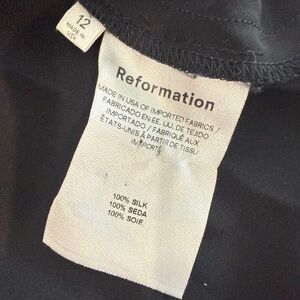 12
MADE IN
USA
Reformation
MADE IN USA OF IMPORTED FABRICS /
FABRICADO EN EE. UU. DE TEJIDO
IMPORTADO / FABRIQUÉ AUX
ÉTATS-UNIS À PARTIR DE TISSU
IMPORTÉ
100% SILK
100% SEDA
100% SOIE